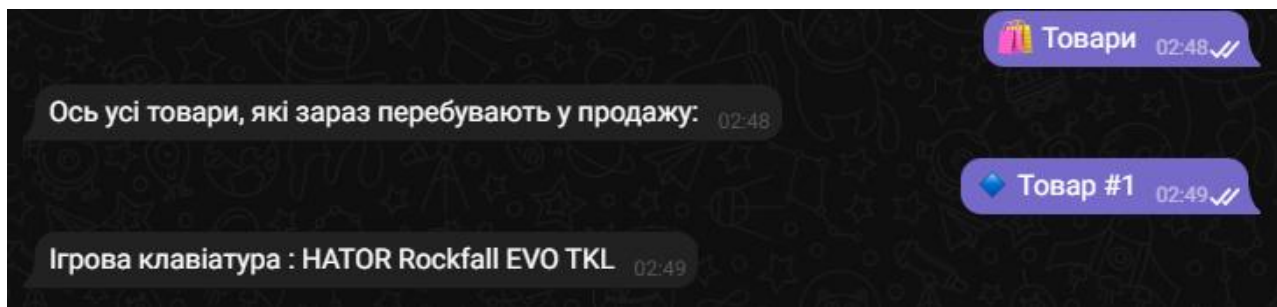 🛍️ Товари 02:48
Ось усі товари, які зараз перебувають у продажу: 02:48
🔷 Товар #1 02:49
Ігрова клавіатура : HATOR Rockfall EVO TKL 02:49